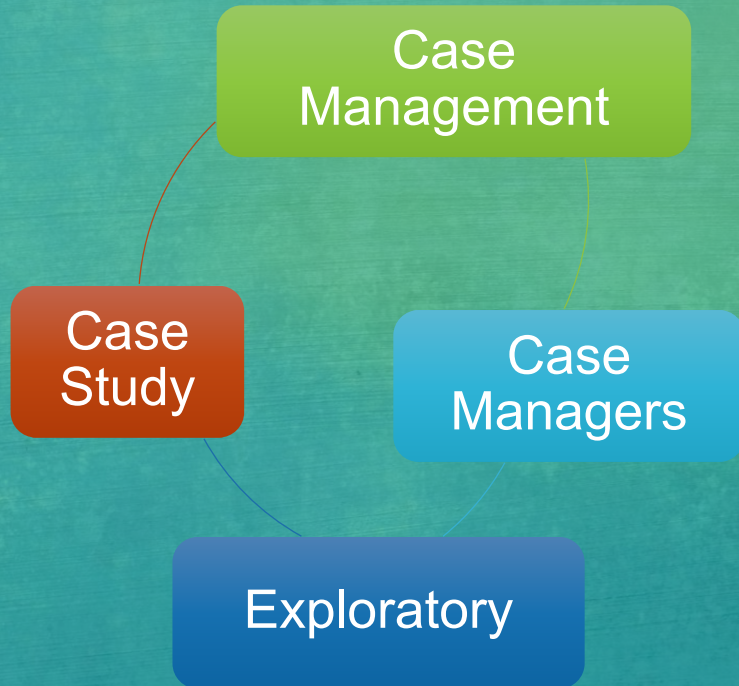 Case
Management
Case
Study
Case
Managers
Exploratory